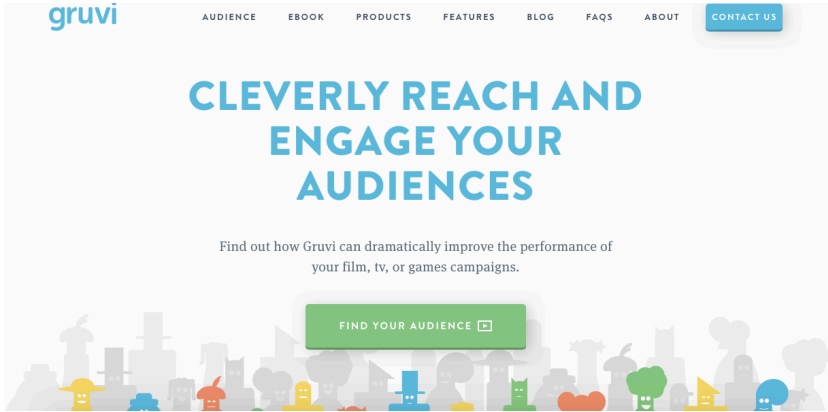 gruvi
AUDIENCE EBOOK PRODUCTS FEATURES BLOG FAQS ABOUT CONTACT US
CLEVERLY REACH AND
ENGAGE YOUR
AUDIENCES
Find out how Gruvi can dramatically improve the performance of
your film, tv, or games campaigns.
FIND YOUR AUDIENCE